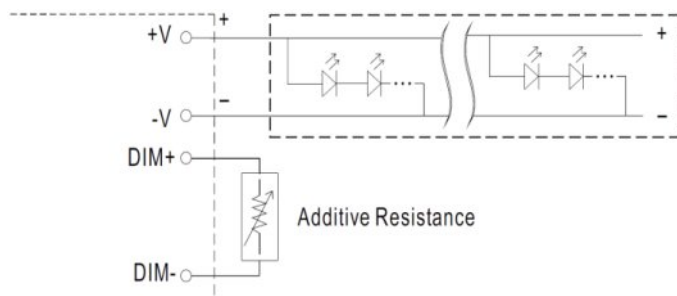 +
+V
+
-V
−
−
DIM+
Additive Resistance
DIM-